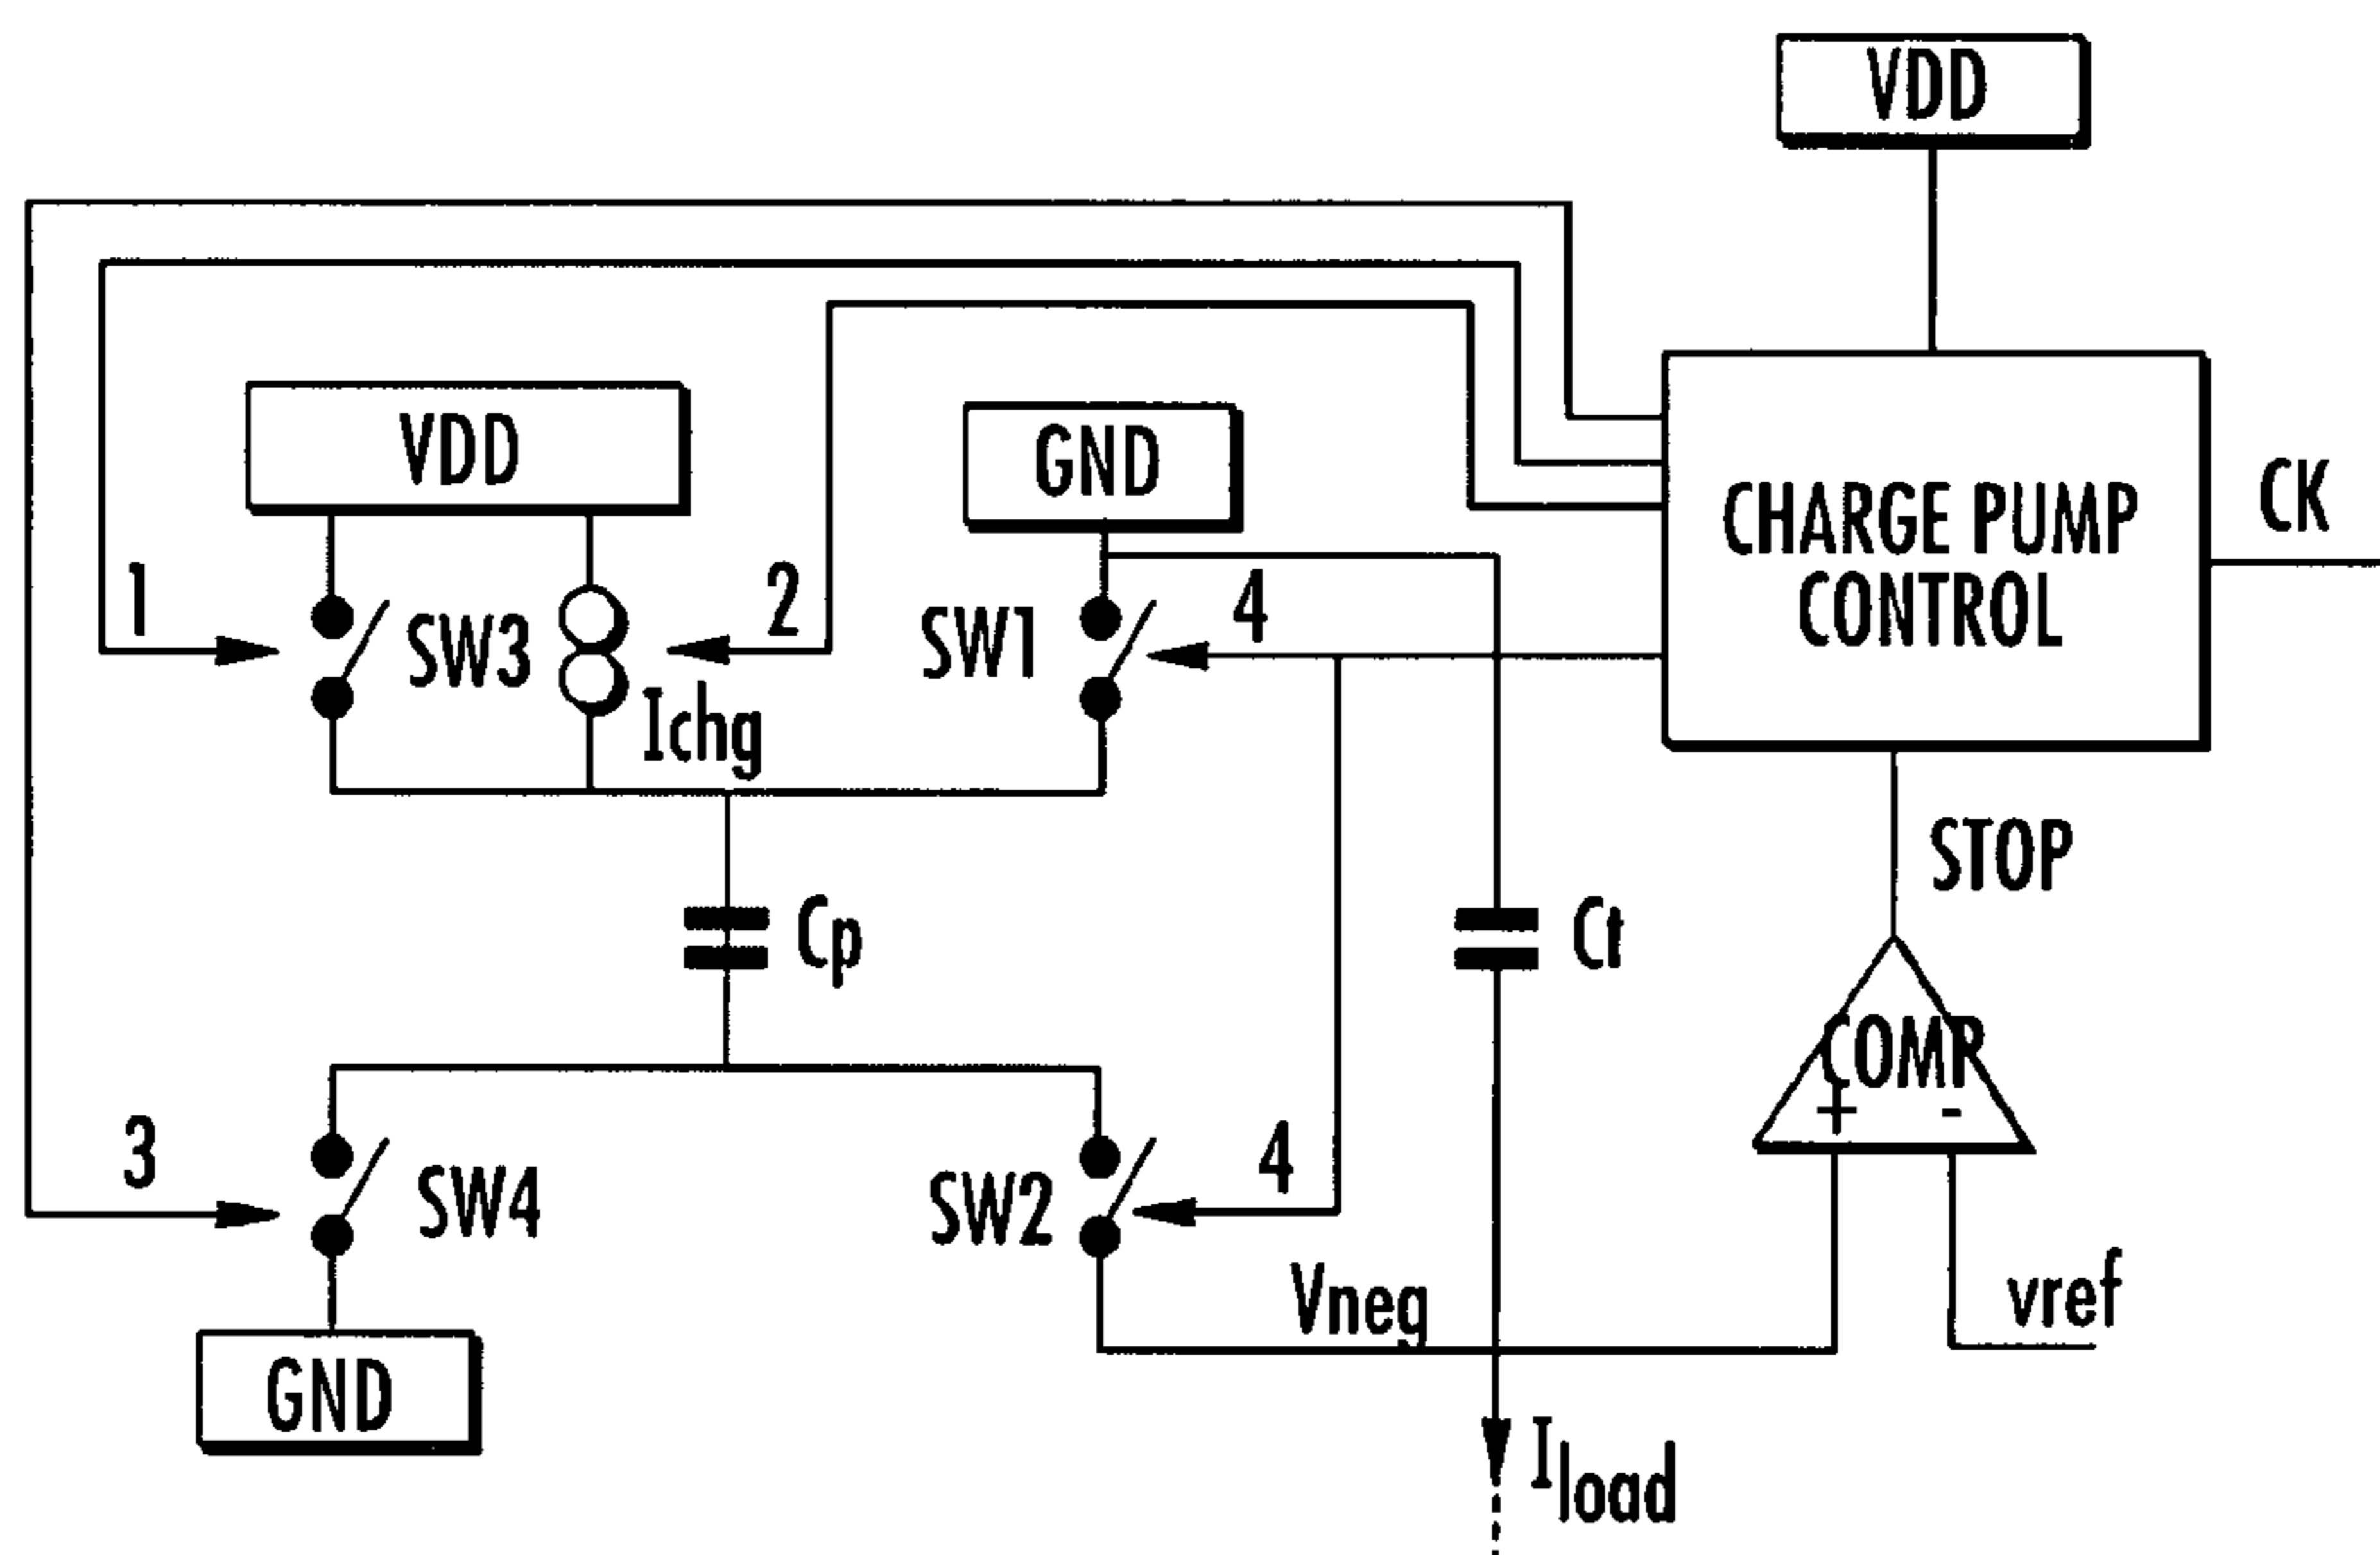 VDD
VDD
GND
CHARGE PUMP
CONTROL
CK
1
SW3
2
Ichg
SW1
4
STOP
Cp
Ct
COMP
+ -
3
SW4
SW2
4
Vneg
vref
GND
Iload